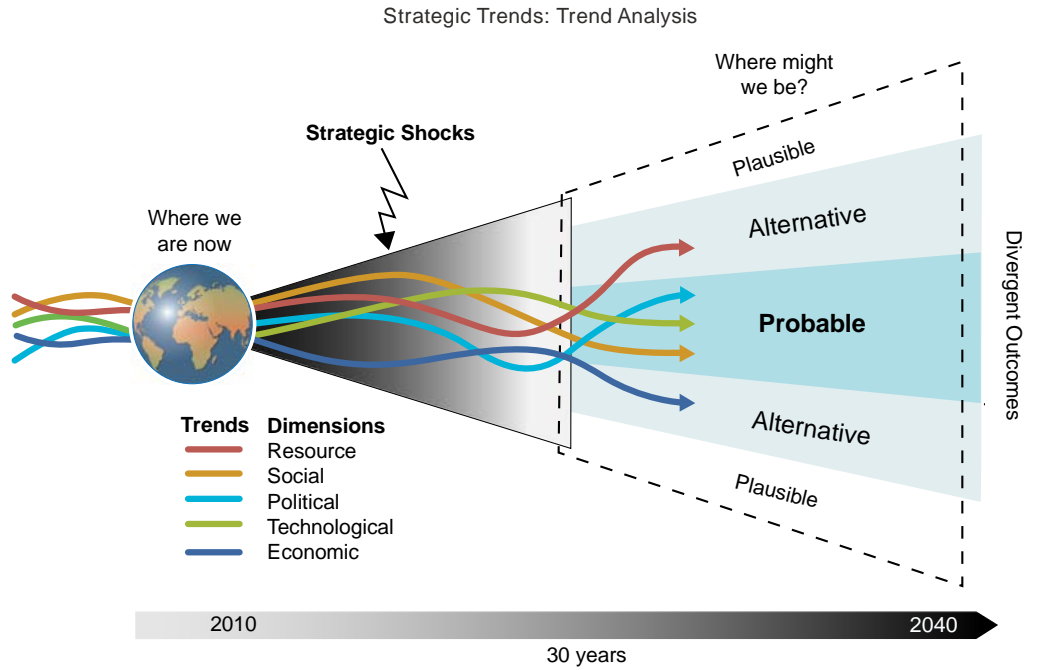 Strategic Trends: Trend Analysis
Where might
we be?
Strategic Shocks
Plausible
Where we
are now
Alternative
Divergent Outcomes
Probable
Alternative
Trends Dimensions
Resource
Social
Political
Technological
Economic
Plausible
2010
2040
30 years